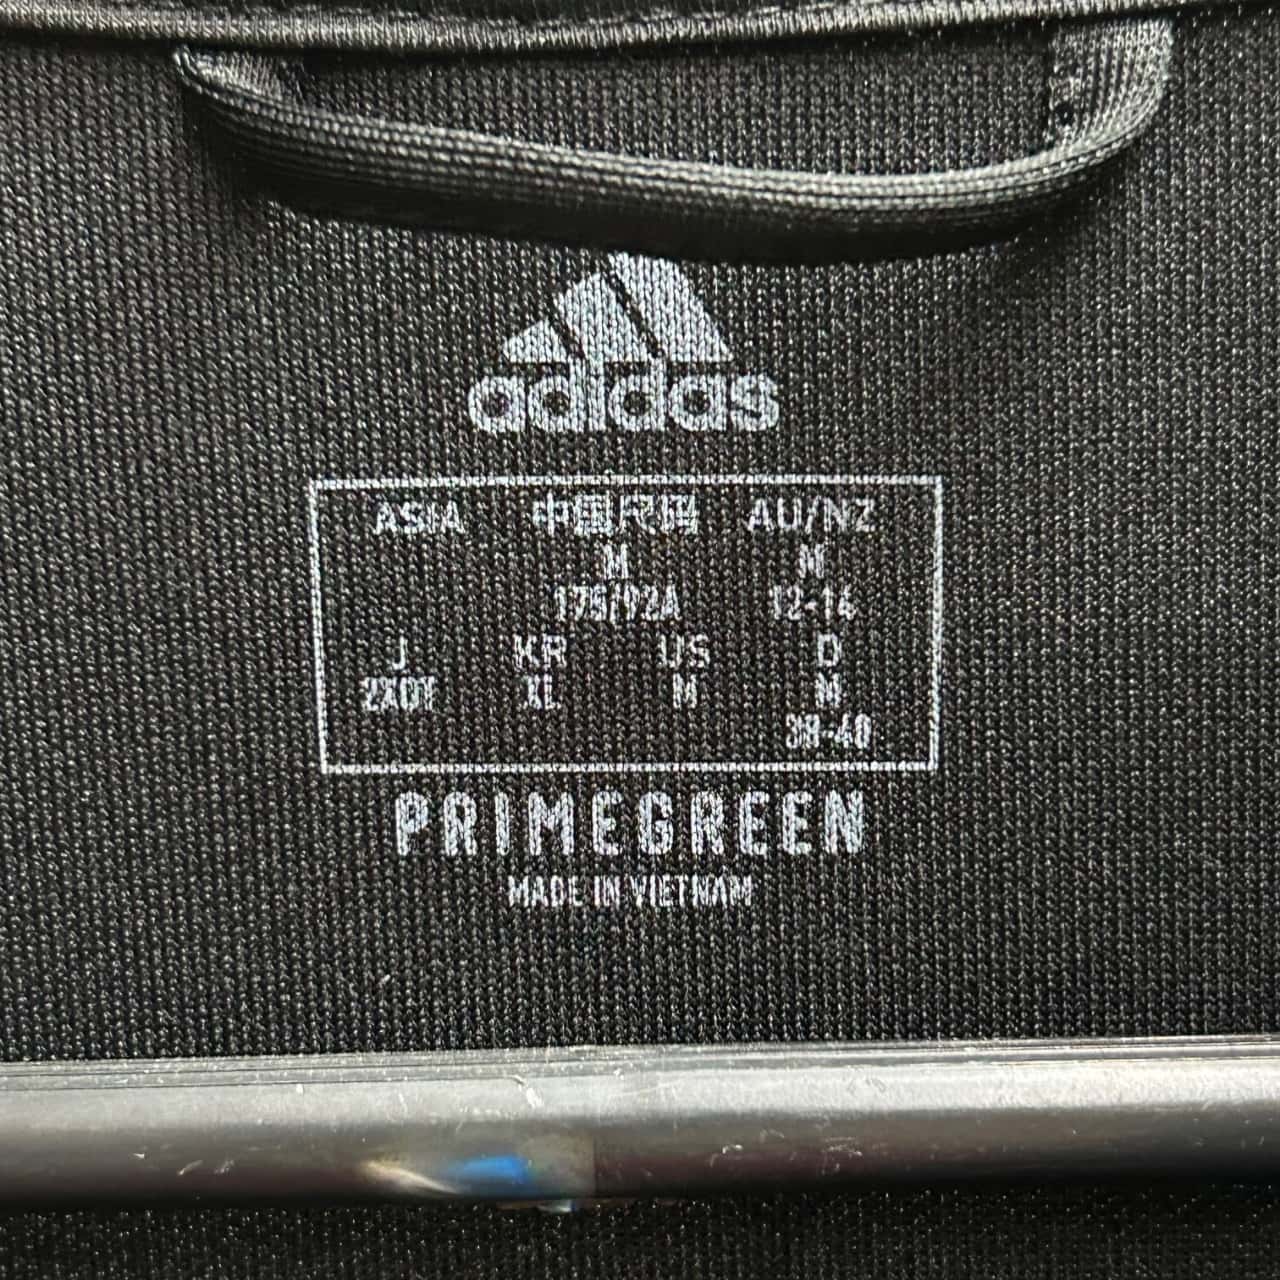 adidas
ASIA 中国尺码 AU/NZ
M M
175/92A 12-14
J KR US D
2XOT XL M M
38-40
PRIMEGREEN
MADE IN VIETNAM